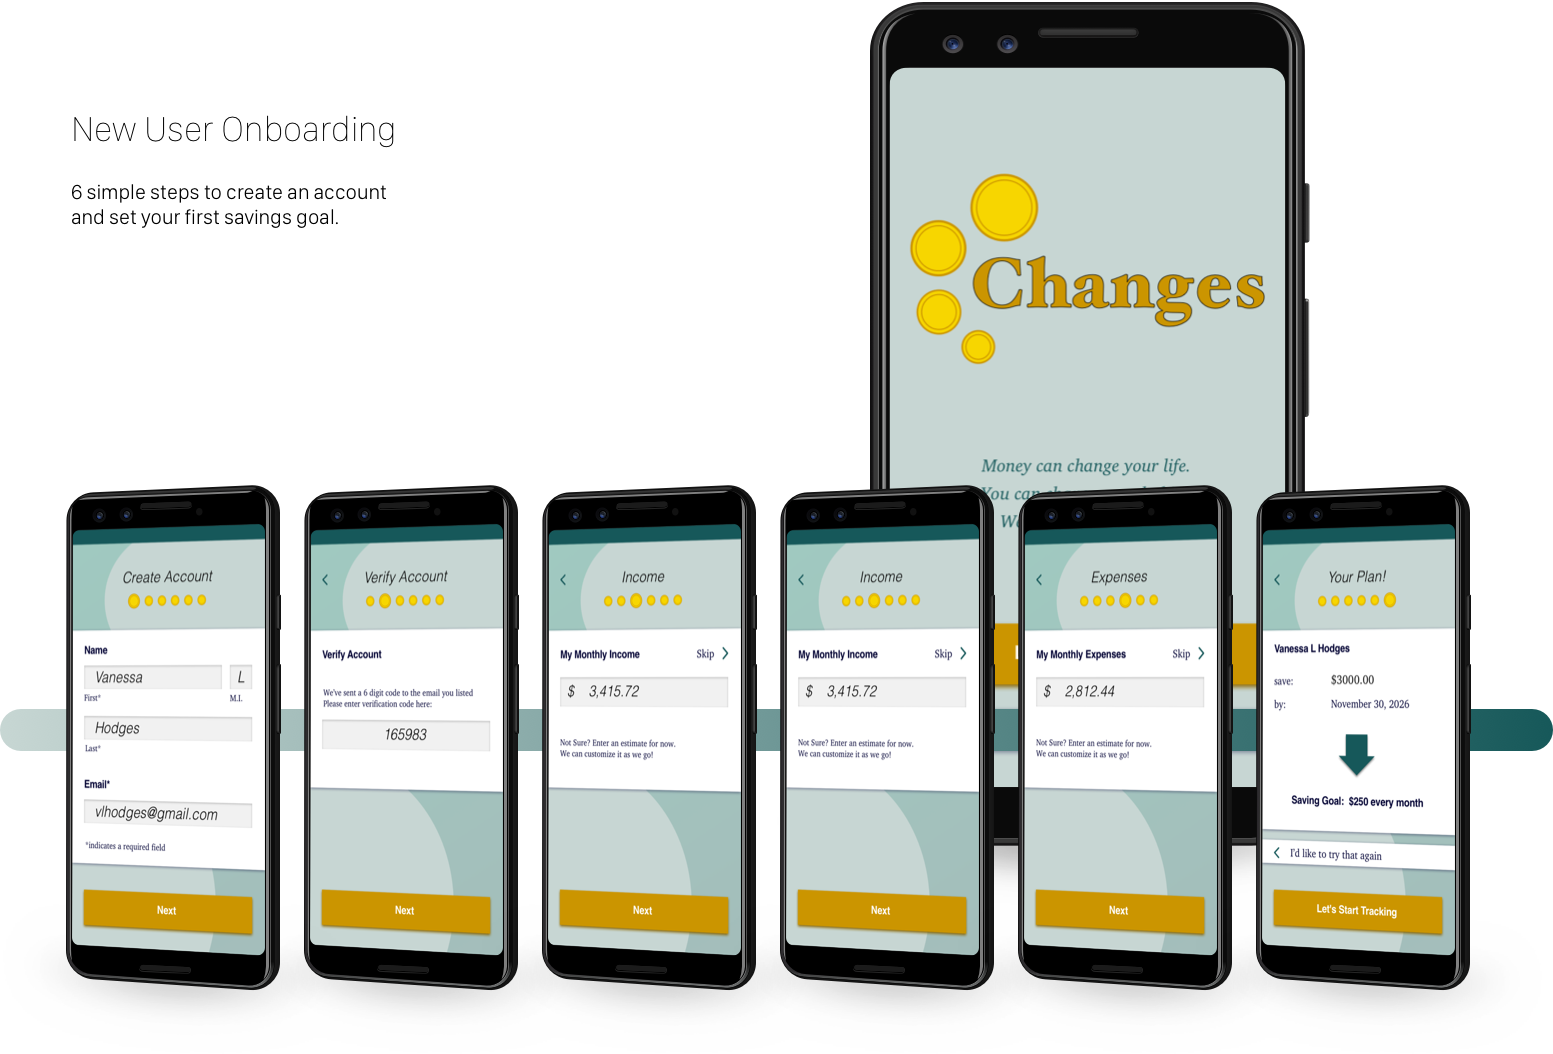 New User Onboarding
6 simple steps to create an account
and set your first savings goal.
Changes
Money can change your life.
You can
We
Create Account
Name
Vanessa
L
First*
M.I.
Hodges
Last*
Email*
vlhodges@gmail.com
*indicates a required field
Next
Verify Account
Verify Account
We've sent a 6 digit code to the email you listed
Please enter verification code here:
165983
Next
Income
My Monthly Income
Skip
$ 3,415.72
Not Sure? Enter an estimate for now.
We can customize it as we go!
Next
Income
My Monthly Income
Skip
$ 3,415.72
Not Sure? Enter an estimate for now.
We can customize it as we go!
Next
Expenses
My Monthly Expenses
Skip
$ 2,812.44
Not Sure? Enter an estimate for now.
We can customize it as we go!
Next
Your Plan!
Vanessa L Hodges
save: $3000.00
by: November 30, 2026
Saving Goal: $250 every month
I'd like to try that again
Let's Start Tracking